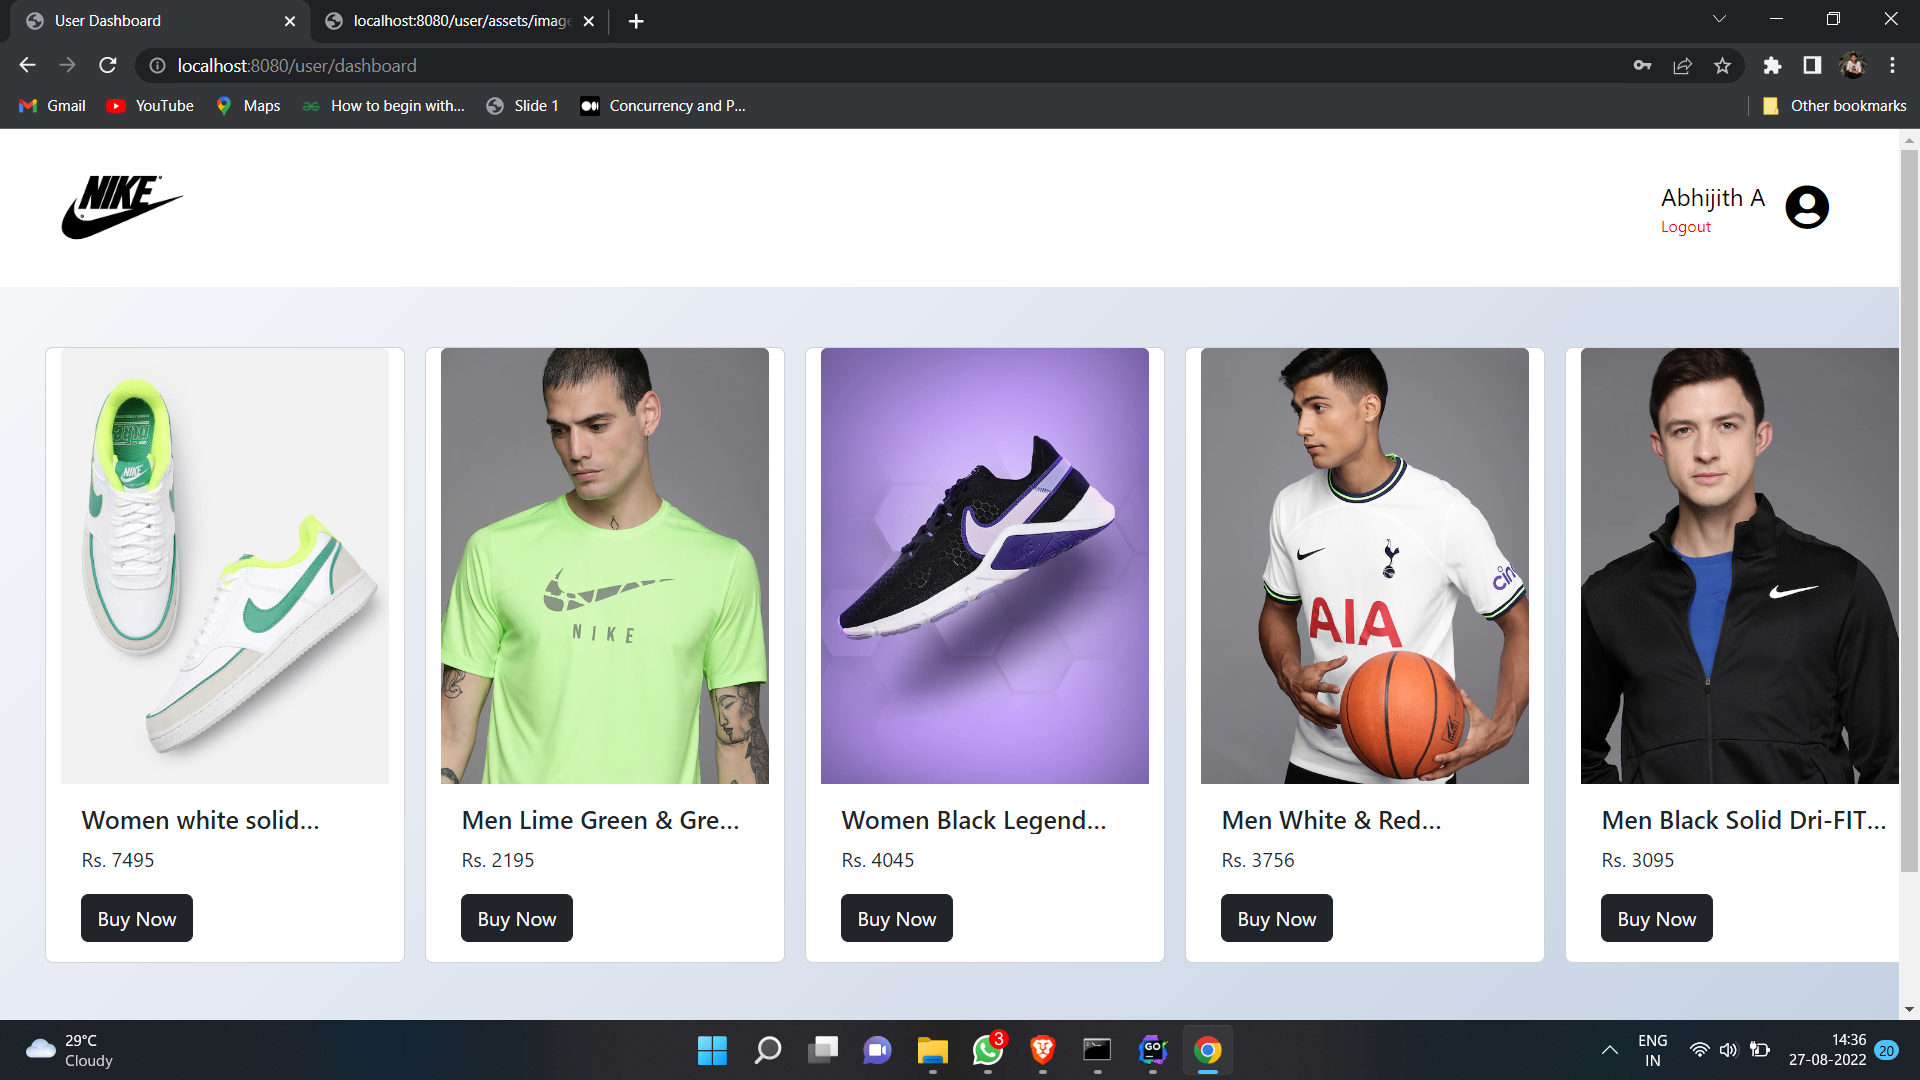 User Dashboard
localhost:8080/user/assets/image
localhost:8080/user/dashboard
Gmail
YouTube
Maps
How to begin with...
Slide 1
Concurrency and P...
Other bookmarks
NIKE
Abhijith A
Logout
NIKE
NIKE
AIA
Women white solid...
Men Lime Green & Gre...
Women Black Legend...
Men White & Red...
Men Black Solid Dri-FIT...
Rs. 7495
Rs. 2195
Rs. 4045
Rs. 3756
Rs. 3095
Buy Now
Buy Now
Buy Now
Buy Now
Buy Now
29°C
Cloudy
3
GO
ENG
IN
14:36
27-08-2022
20